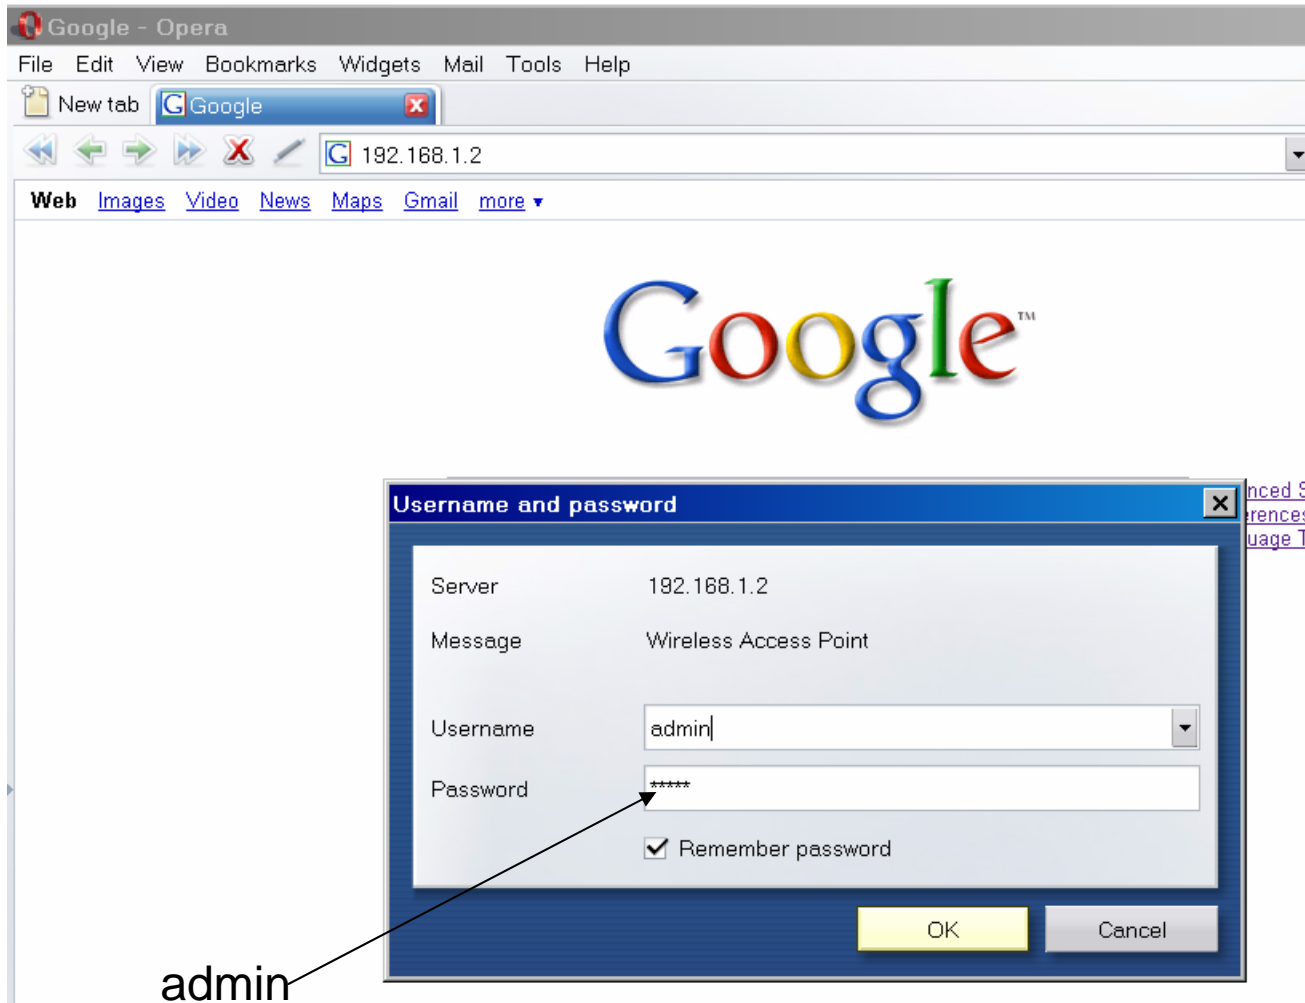 Google - Opera
File Edit View Bookmarks Widgets Mail Tools Help
New tab Google
192.168.1.2
Web Images Video News Maps Gmail more
Google™
Username and password
Server 192.168.1.2
Message Wireless Access Point
Username admin
Password *****
Remember password
OK Cancel
admin